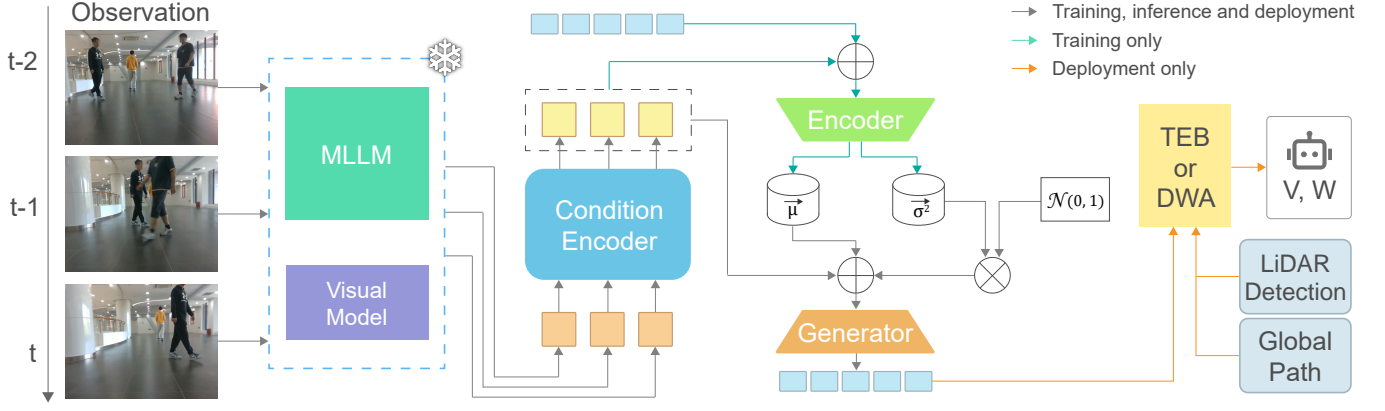 Observation
t-2
t-1
t
MLLM
Visual
Model
Condition
Encoder
Encoder
μ⃗
σ²⃗
𝒩(0, 1)
Generator
Training, inference and deployment
Training only
Deployment only
TEB
or
DWA
V, W
LiDAR
Detection
Global
Path